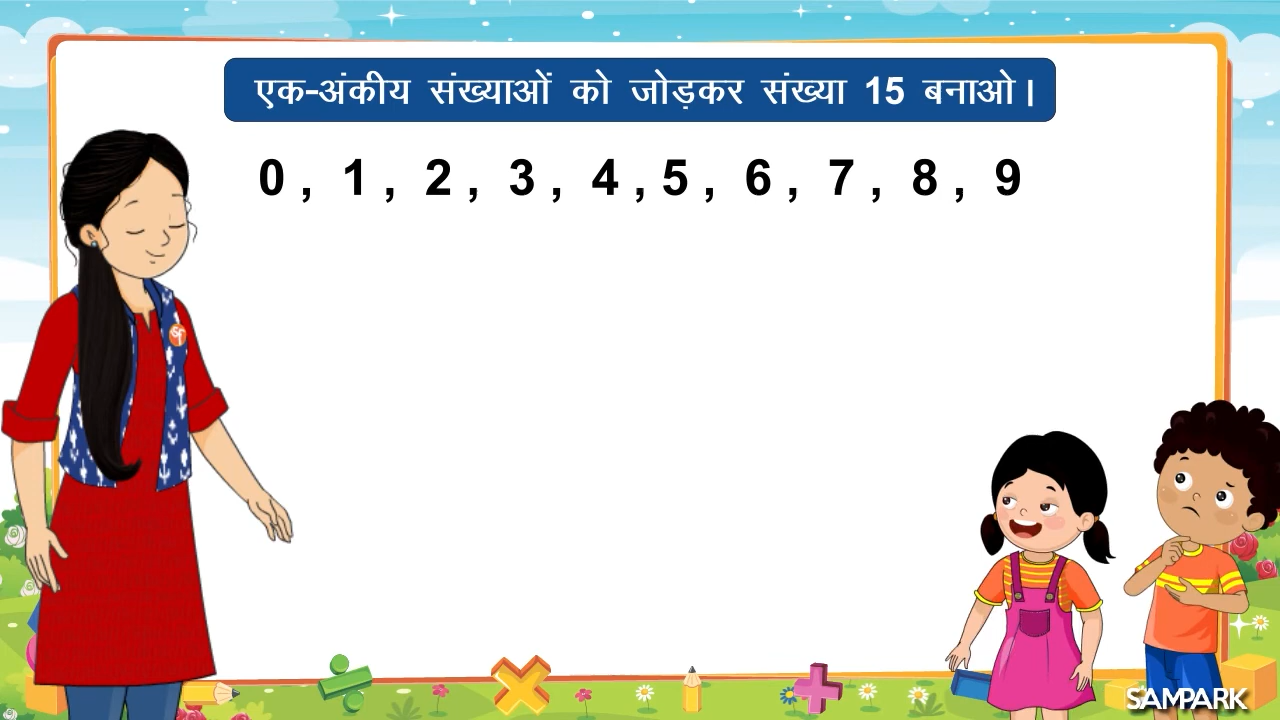 एक-अंकीय संख्याओं को जोड़कर संख्या 15 बनाओ।
0 , 1 , 2 , 3 , 4 , 5 , 6 , 7 , 8 , 9
SAMPARK